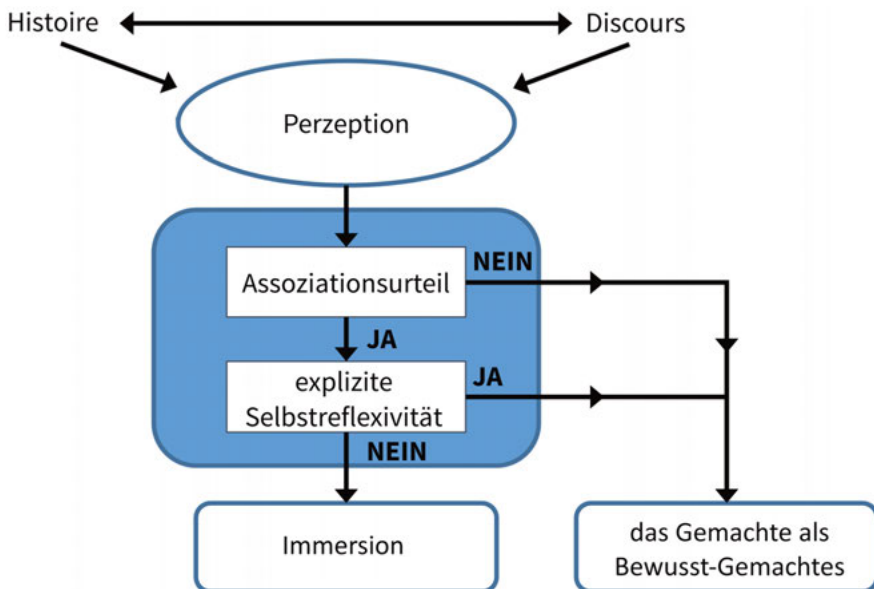 Histoire
Discours
Perzeption
Assoziationsurteil
NEIN
JA
explizite
Selbstreflexivität
JA
NEIN
Immersion
das Gemachte als
Bewusst-Gemachtes